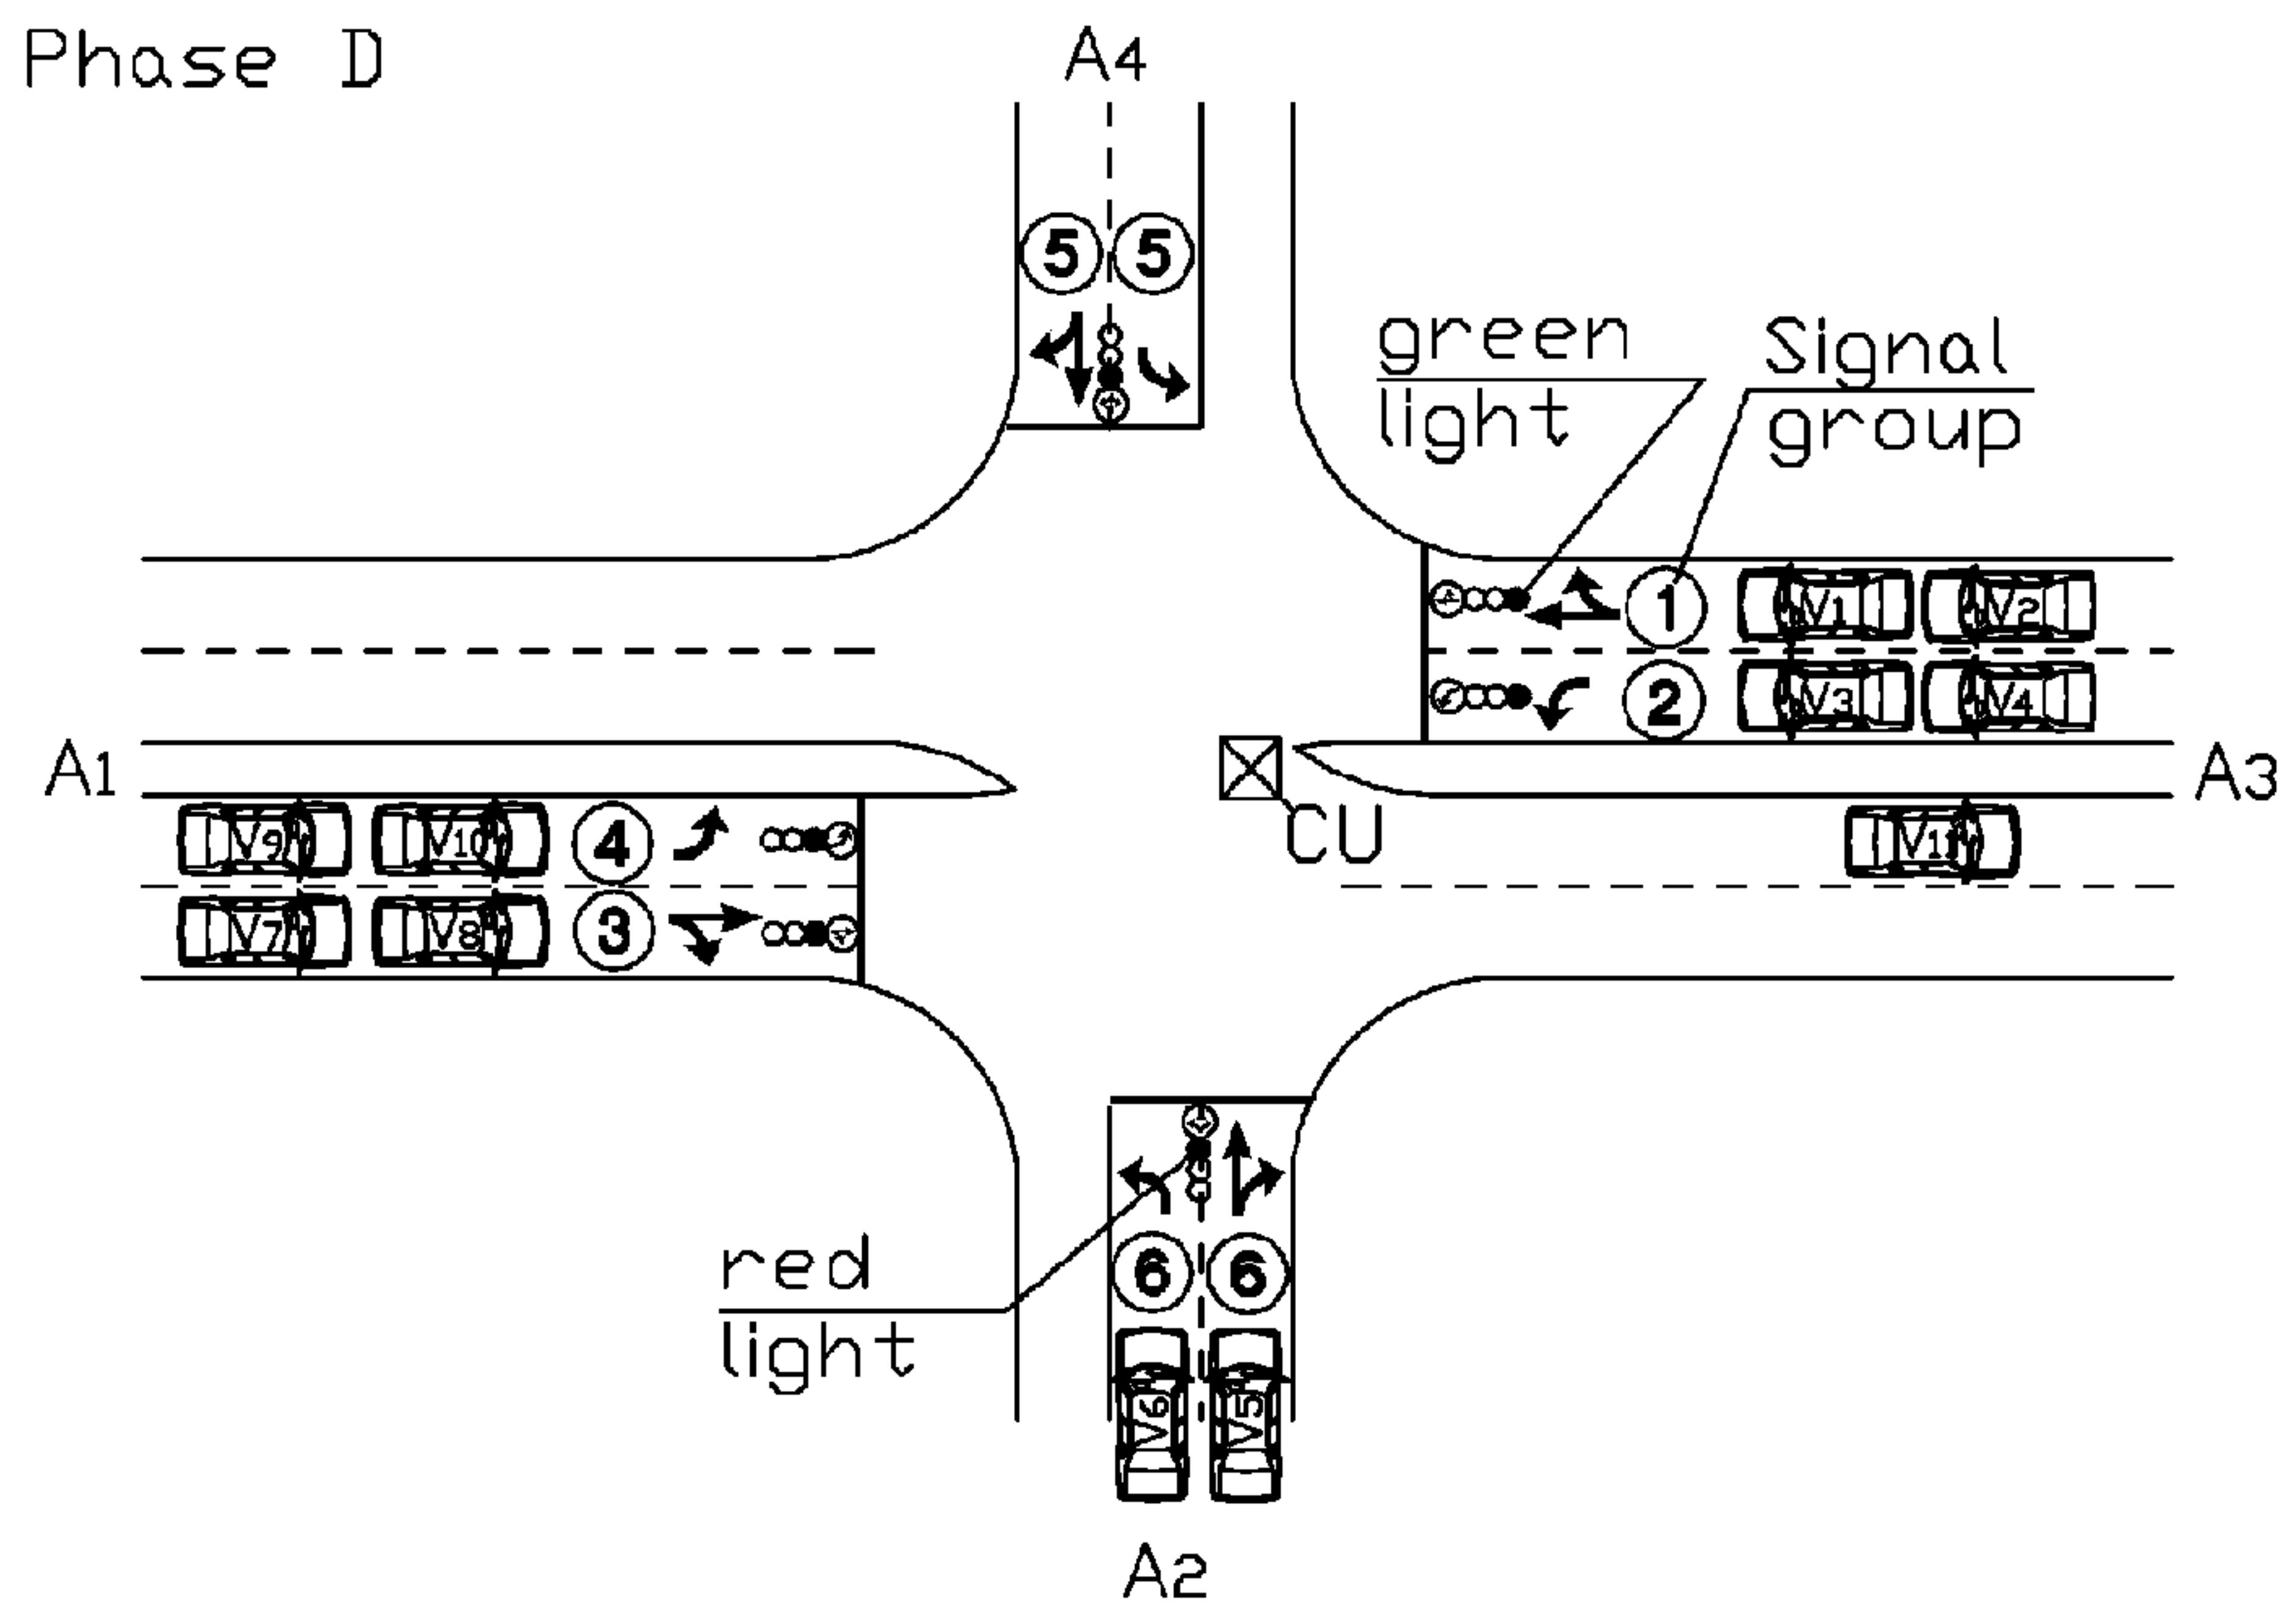 Phase D
A4
5 5
green
light
Signal
group
1 V1 V2
2 V3 V4
A1
A3
CU
V9 V10 4
V11
V7 V8 3
red
light
6 6
V6 V5
A2